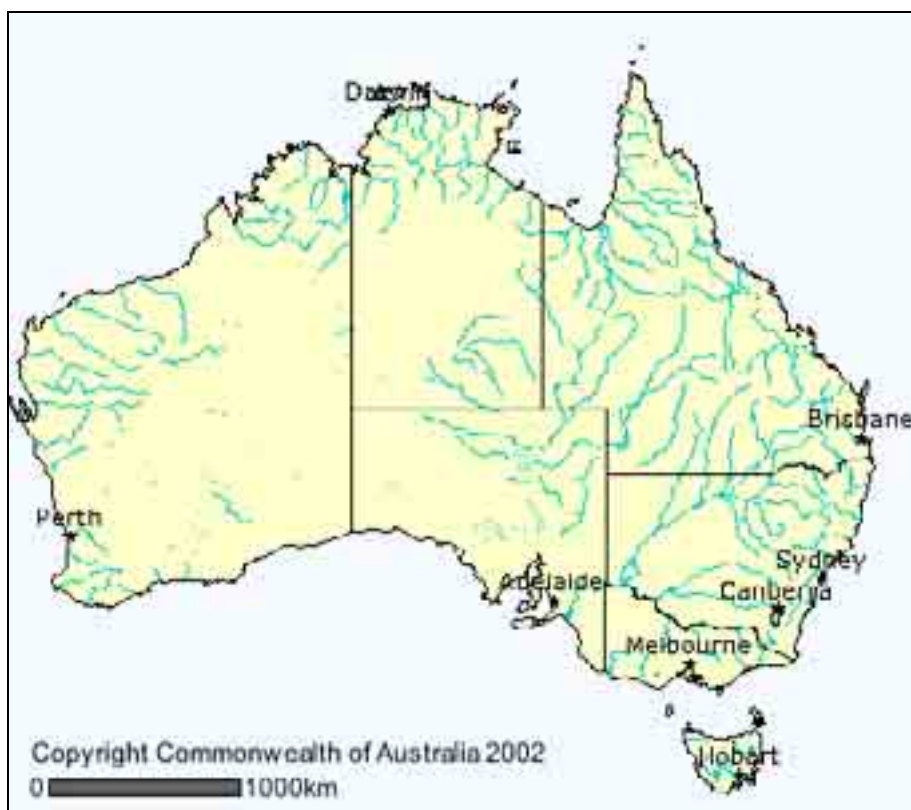 Darwin
Brisbane
Perth
Sydney
Adelaide
Canberra
Melbourne
Hobart
Copyright Commonwealth of Australia 2002
0 1000km